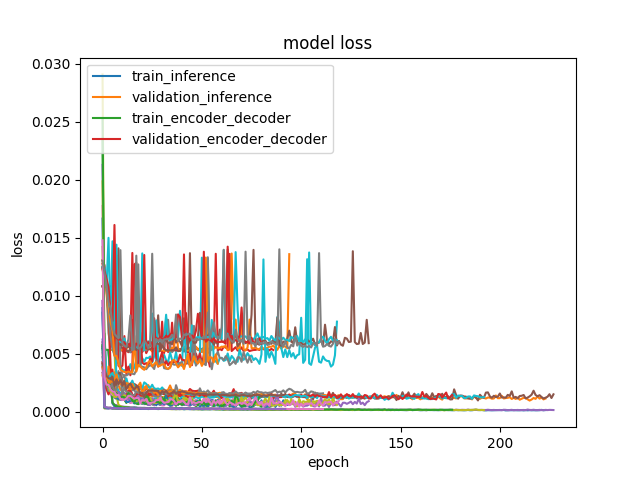 model loss
train_inference
validation_inference
train_encoder_decoder
validation_encoder_decoder
0.030
0.025
0.020
0.015
0.010
0.005
0.000
loss
0 50 100 150 200
epoch